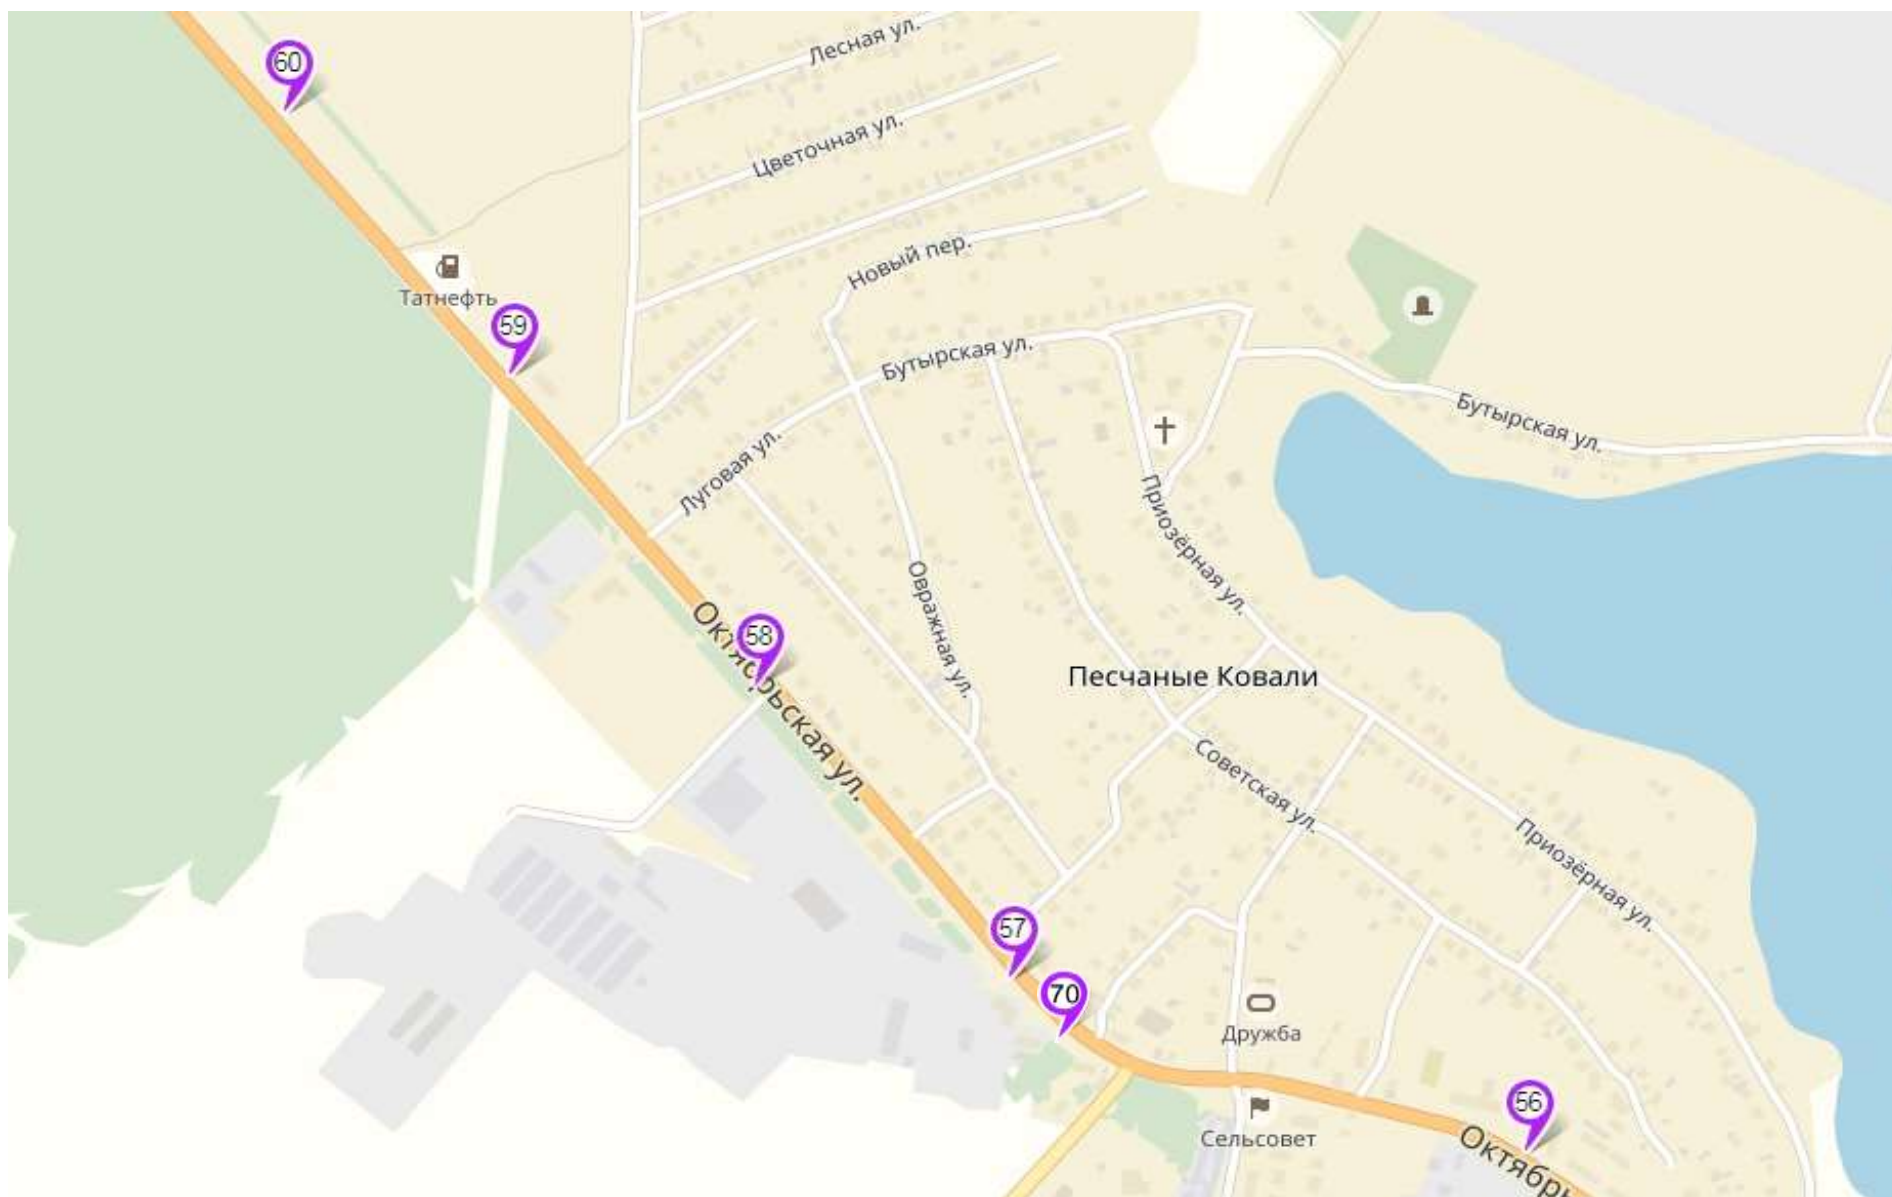 Лесная ул.
60
Цветочная ул.
Новый пер.
Татнефть
59
Бутырская ул.
Бутырская ул.
Луговая ул.
Приозёрная ул.
Овражная ул.
Октябрьская ул.
58
Песчаные Ковали
Советская ул.
Приозёрная ул.
57
70
Дружба
56
Сельсовет
Октябрь